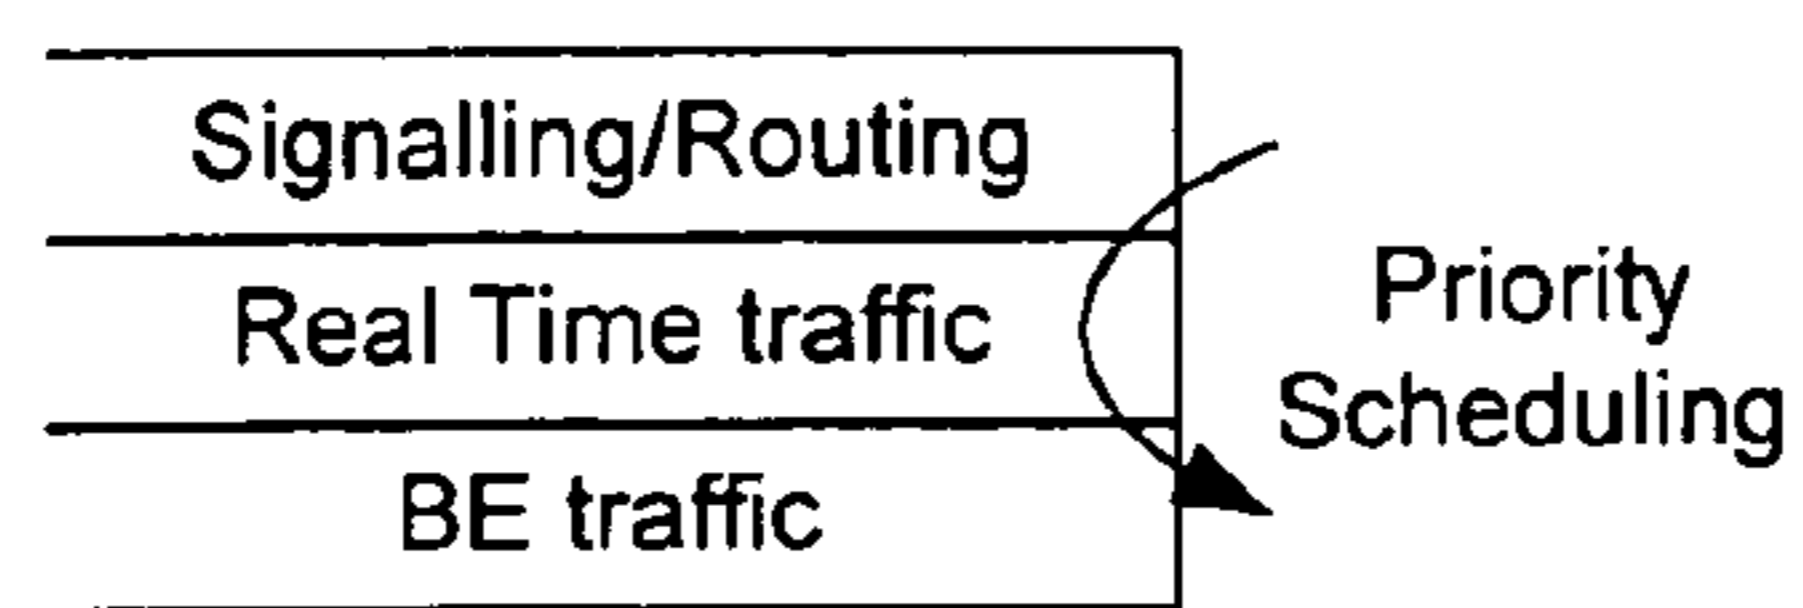 Signalling/Routing
Real Time traffic
BE traffic
Priority
Scheduling